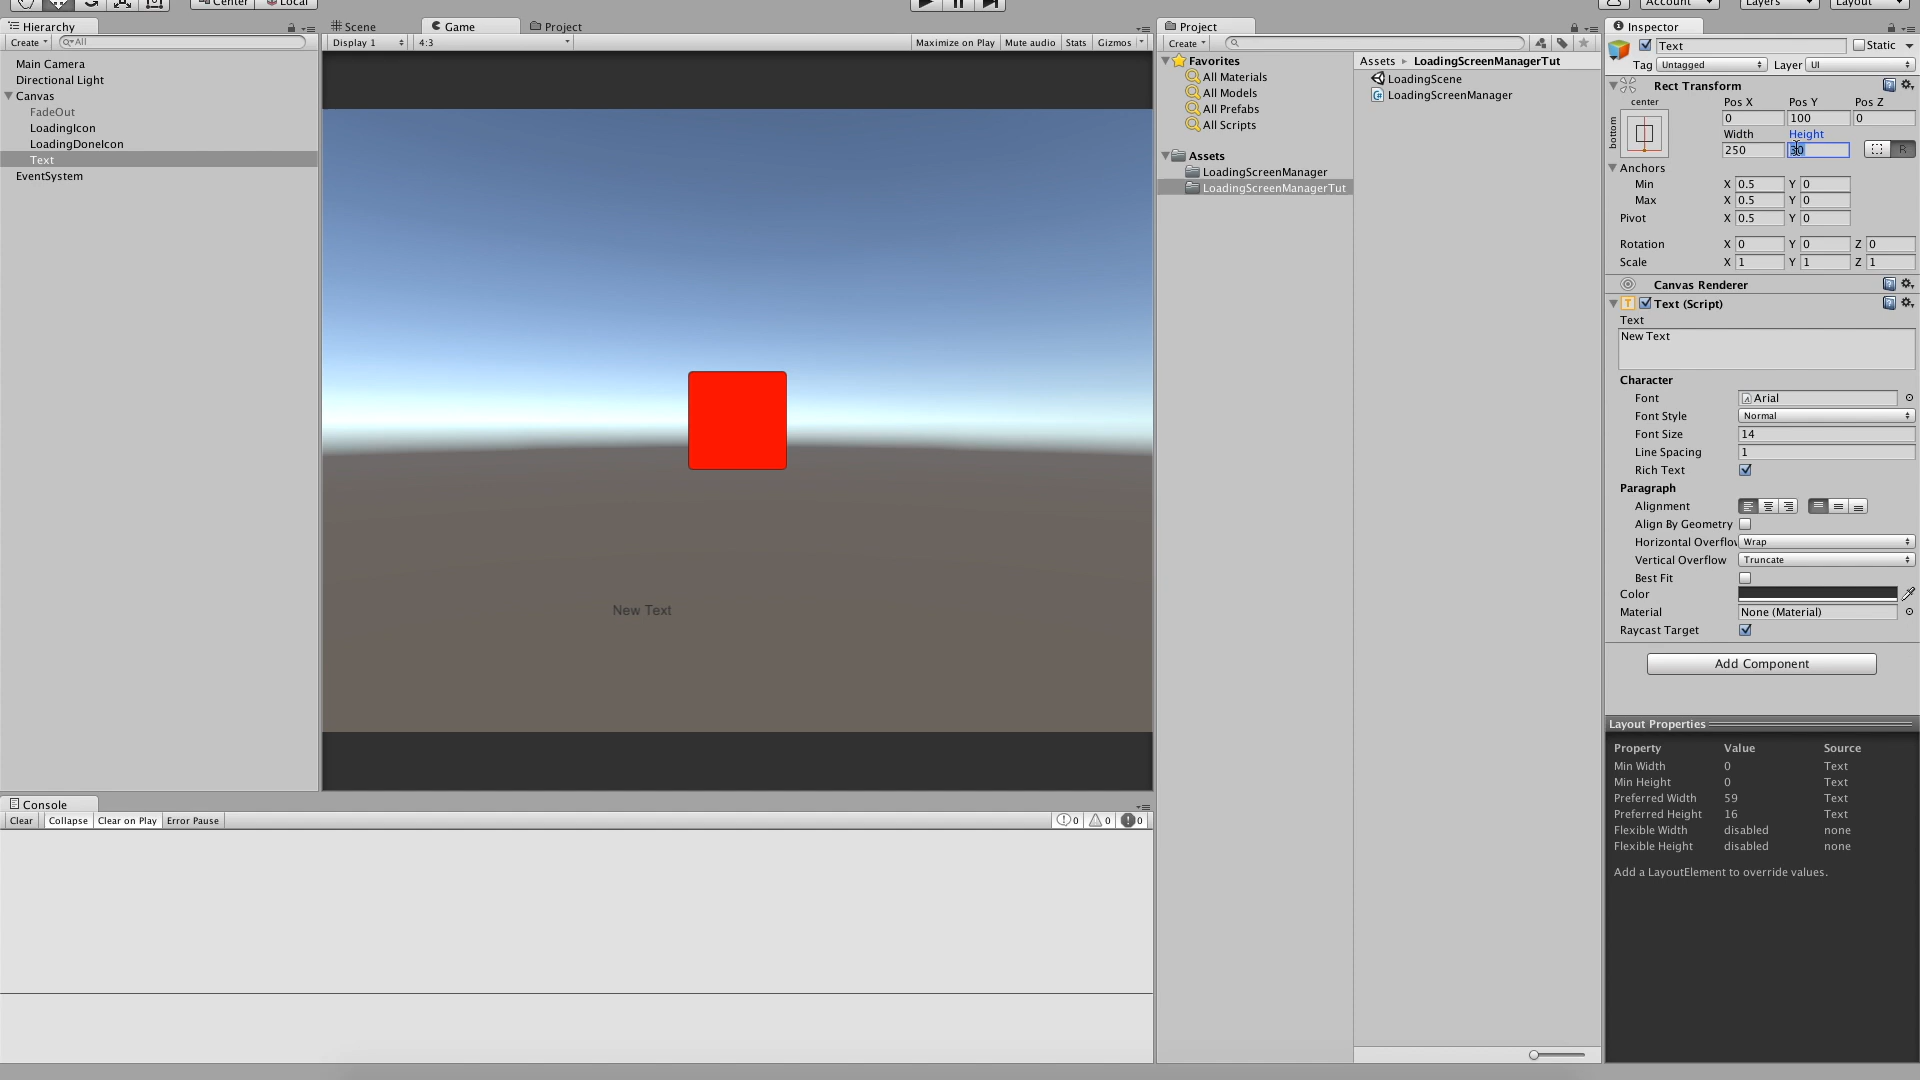 Center Local Account Layers Layout
Hierarchy
Create All
Main Camera
Directional Light
Canvas
FadeOut
LoadingIcon
LoadingDoneIcon
Text
EventSystem
Scene Game Project
Display 1 4:3 Maximize on Play Mute audio Stats Gizmos
New Text
Console
Clear Collapse Clear on Play Error Pause 0 0 0
Project
Create
Favorites
All Materials
All Models
All Prefabs
All Scripts
Assets
LoadingScreenManager
LoadingScreenManagerTut
Assets ▸ LoadingScreenManagerTut
LoadingScene
LoadingScreenManager
Inspector
Text Static
Tag Untagged Layer UI
Rect Transform
center Pos X Pos Y Pos Z
bottom 0 100 0
Width Height
250 30 R
Anchors
Min X 0.5 Y 0
Max X 0.5 Y 0
Pivot X 0.5 Y 0
Rotation X 0 Y 0 Z 0
Scale X 1 Y 1 Z 1
Canvas Renderer
T Text (Script)
Text
New Text
Character
Font Arial
Font Style Normal
Font Size 14
Line Spacing 1
Rich Text
Paragraph
Alignment
Align By Geometry
Horizontal Overflow Wrap
Vertical Overflow Truncate
Best Fit
Color
Material None (Material)
Raycast Target
Add Component
Layout Properties
Property Value Source
Min Width 0 Text
Min Height 0 Text
Preferred Width 59 Text
Preferred Height 16 Text
Flexible Width disabled none
Flexible Height disabled none
Add a LayoutElement to override values.